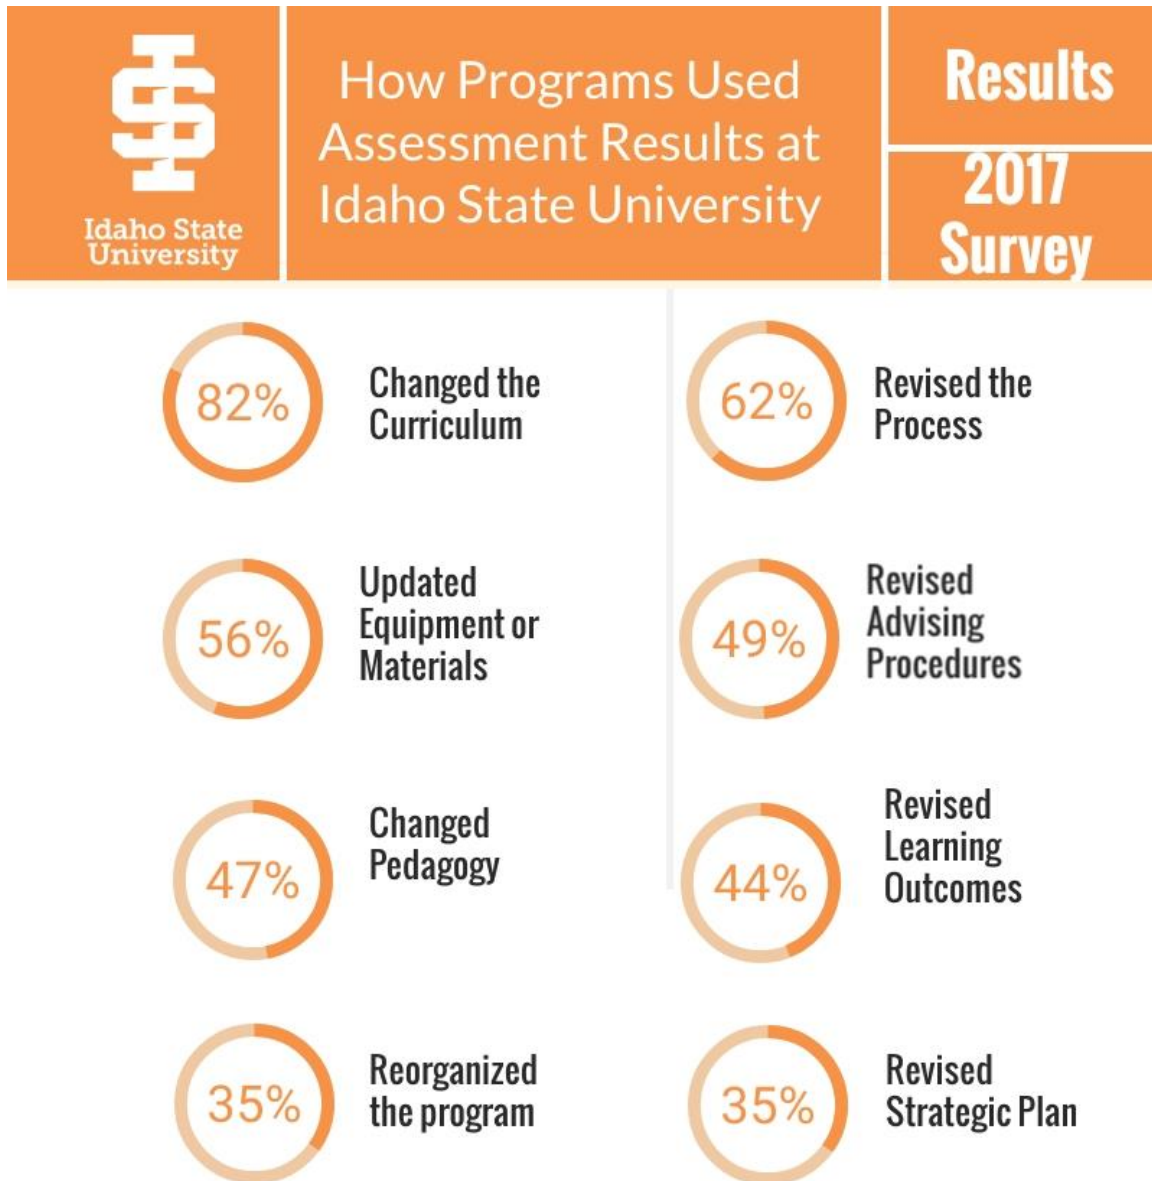 Idaho State
University
How Programs Used
Assessment Results at
Idaho State University
Results
2017
Survey
82%
Changed the
Curriculum
62%
Revised the
Process
56%
Updated
Equipment or
Materials
49%
Revised
Advising
Procedures
47%
Changed
Pedagogy
44%
Revised
Learning
Outcomes
35%
Reorganized
the program
35%
Revised
Strategic Plan